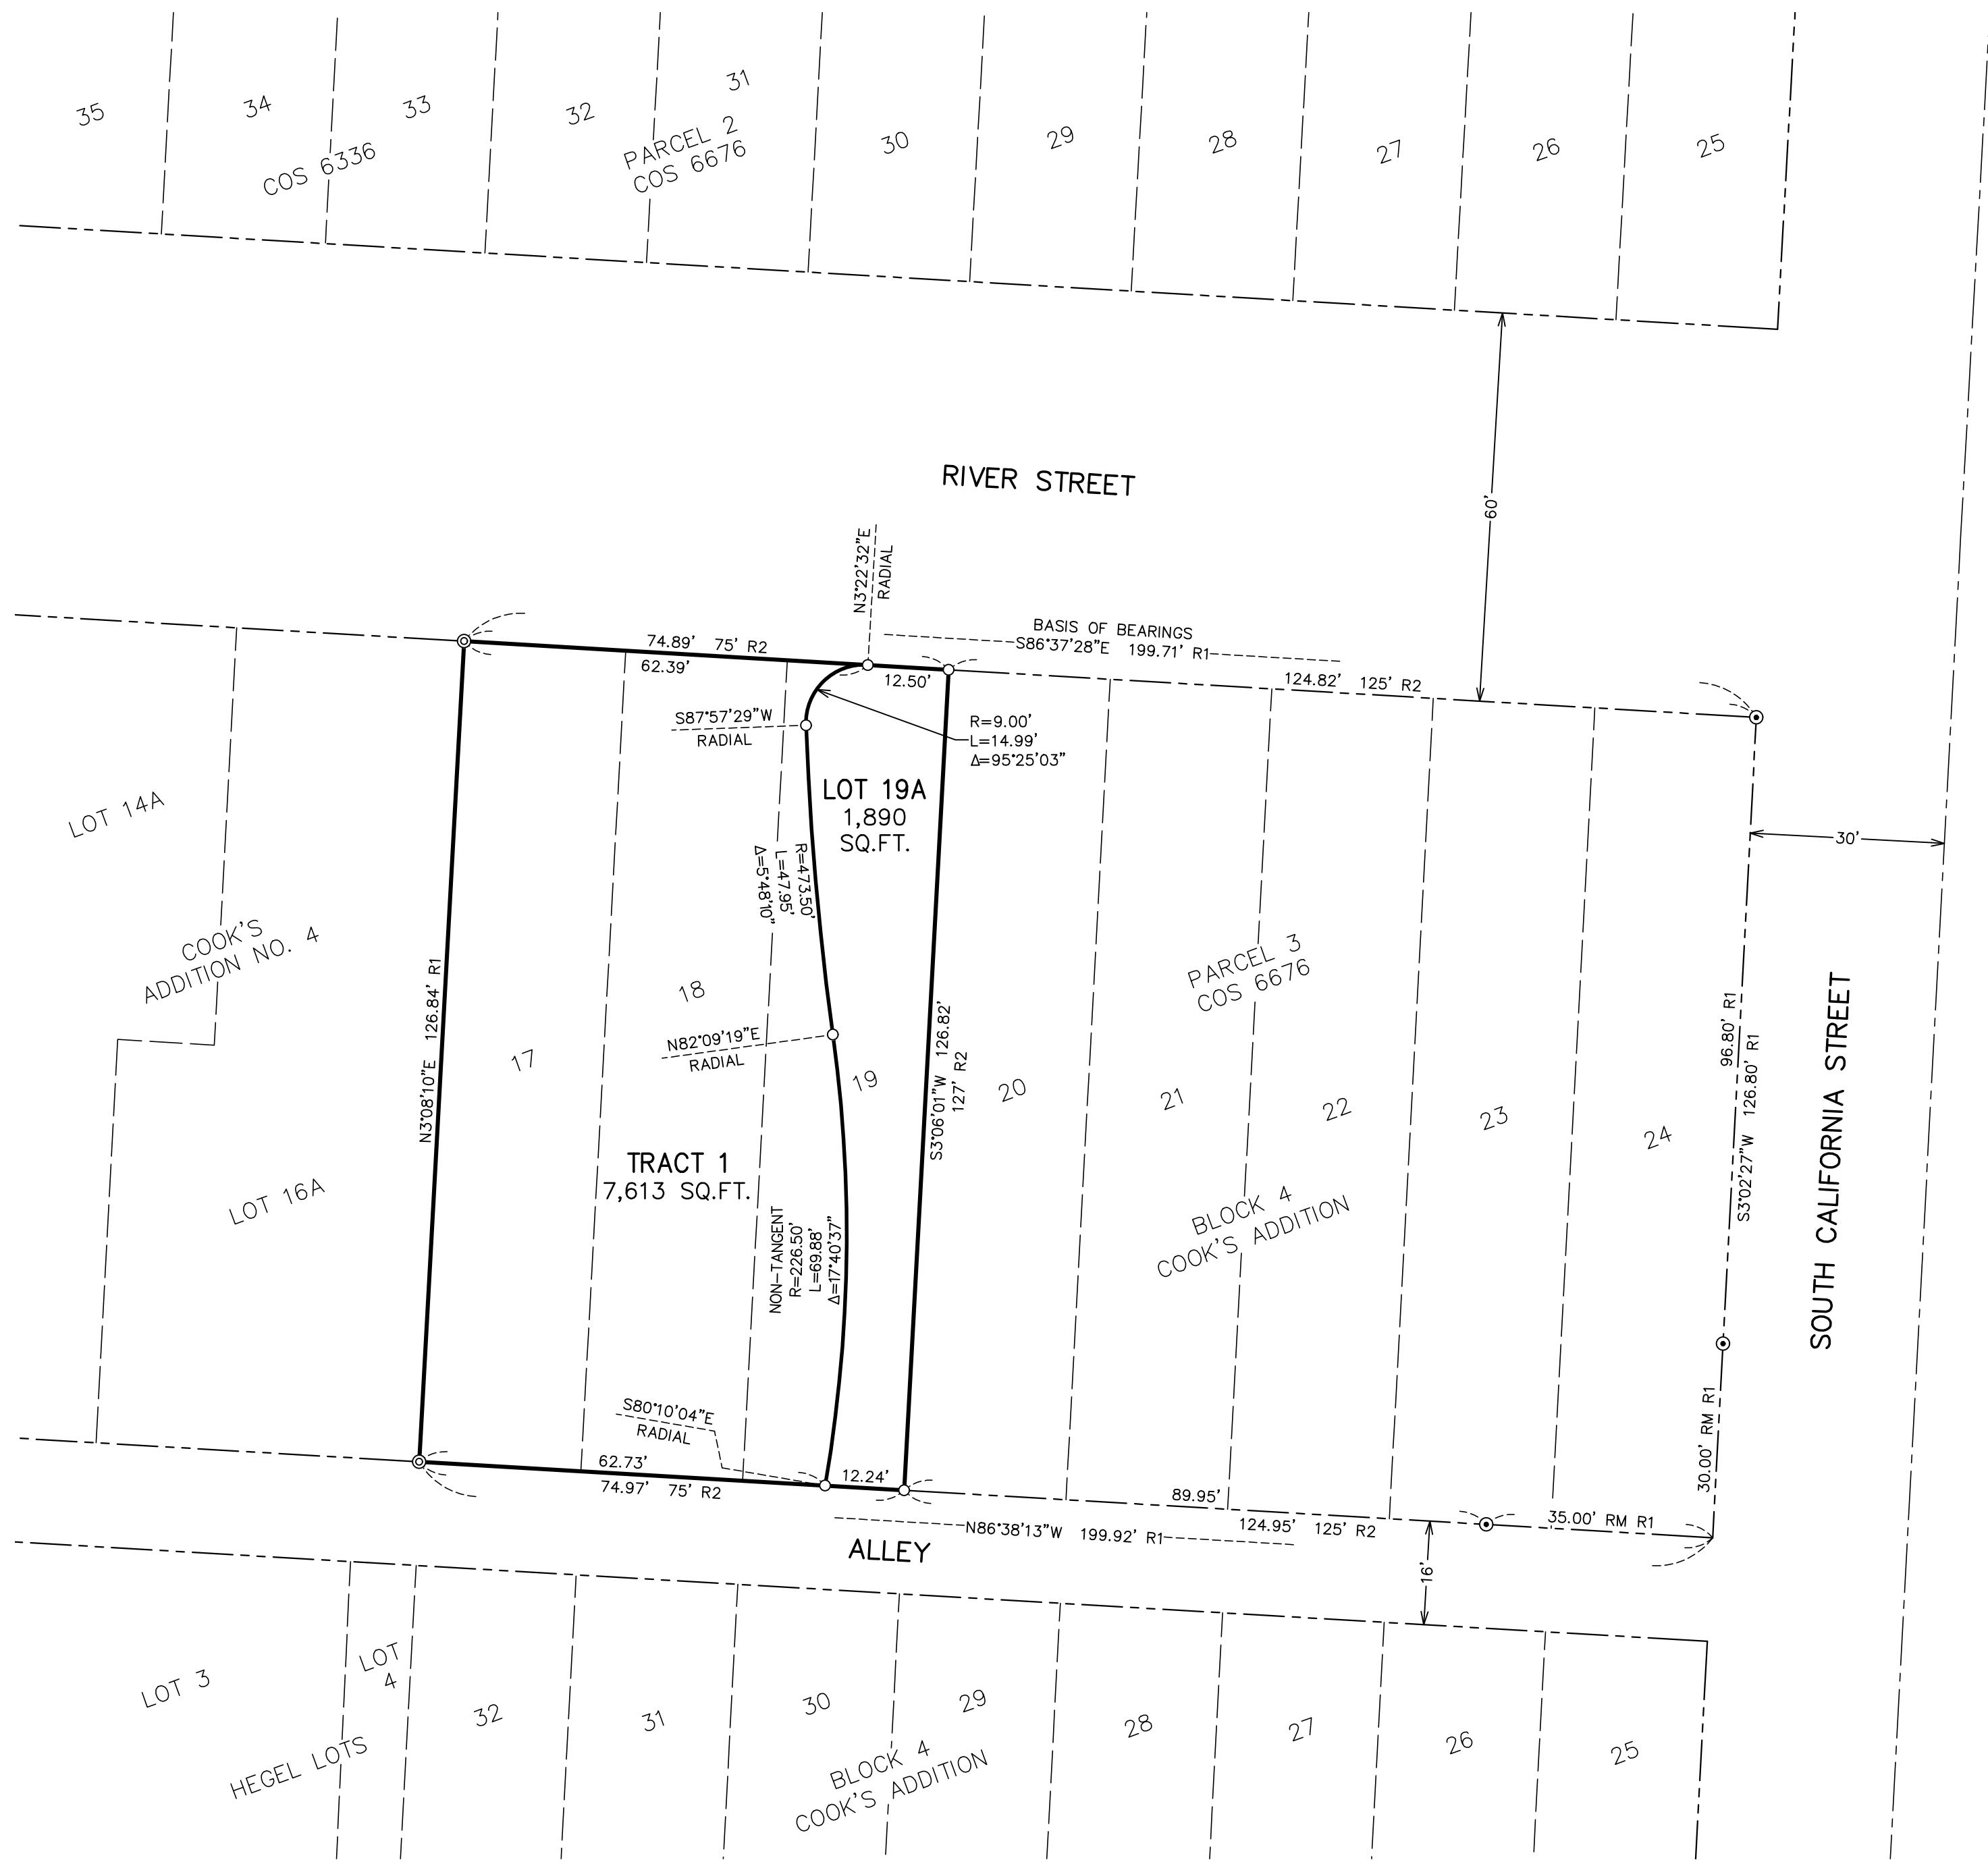 35
34
33
32
31
30
29
28
27
26
25
COS 6336
PARCEL 2
COS 6676
RIVER STREET
60'
N3°22'32"E
RADIAL
BASIS OF BEARINGS
S86°37'28"E 199.71' R1
74.89' 75' R2
62.39'
12.50'
124.82' 125' R2
S87°57'29"W
RADIAL
R=9.00'
L=14.99'
Δ=95°25'03"
LOT 19A
1,890
SQ.FT.
30'
LOT 14A
R=473.50'
L=47.95'
Δ=5°48'10"
COOK'S
ADDITION NO. 4
PARCEL 3
COS 6676
N3°08'10"E 126.84' R1
18
17
N82°09'19"E
RADIAL
19
S3°06'01"W 126.82'
127' R2
20
21
22
23
24
96.80' R1
S3°02'27"W 126.80' R1
SOUTH CALIFORNIA STREET
TRACT 1
7,613 SQ.FT.
LOT 16A
BLOCK 4
COOK'S ADDITION
NON-TANGENT
R=226.50'
L=69.88'
Δ=17°40'37"
S80°10'04"E
RADIAL
30.00' RM R1
62.73'
74.97' 75' R2
12.24'
89.95'
124.95' 125' R2
35.00' RM R1
N86°38'13"W 199.92' R1
ALLEY
16'
LOT 3
LOT
4
HEGEL LOTS
32
31
30
29
28
27
26
25
BLOCK 4
COOK'S ADDITION